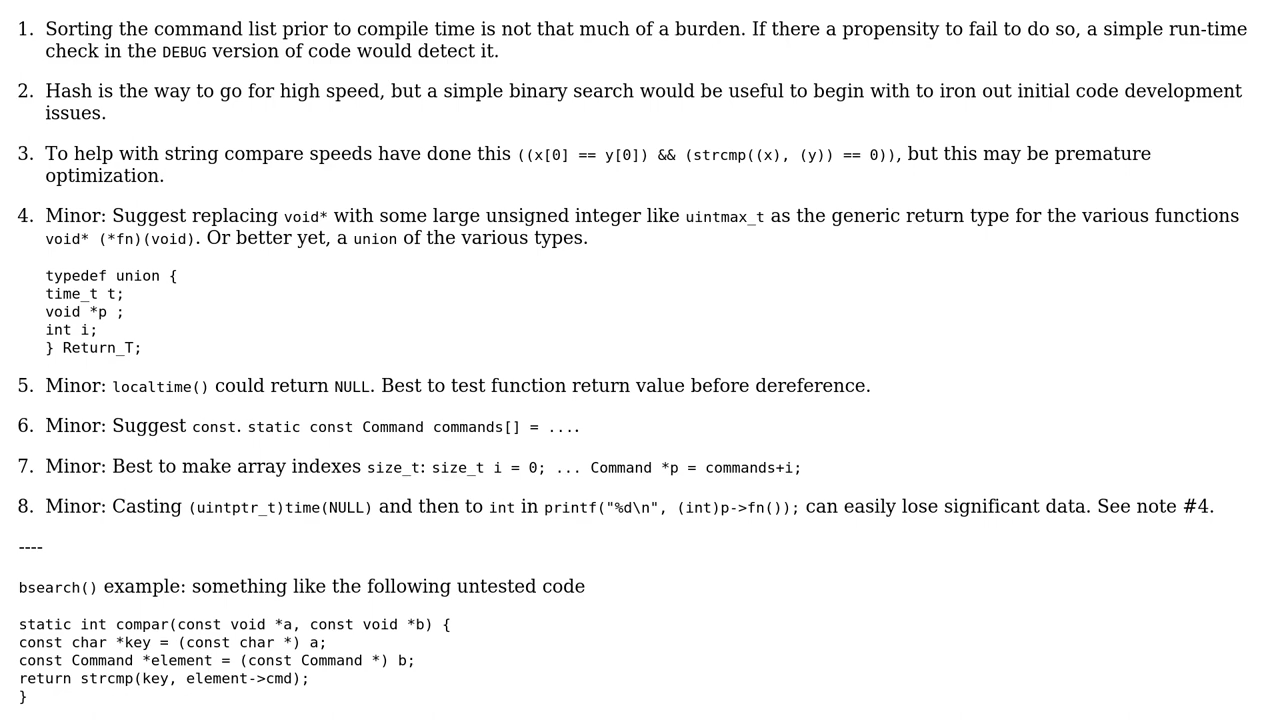 1. Sorting the command list prior to compile time is not that much of a burden. If there a propensity to fail to do so, a simple run-time
check in the DEBUG version of code would detect it.
2. Hash is the way to go for high speed, but a simple binary search would be useful to begin with to iron out initial code development
issues.
3. To help with string compare speeds have done this ((x[0] == y[0]) && (strcmp((x), (y)) == 0)), but this may be premature
optimization.
4. Minor: Suggest replacing void* with some large unsigned integer like uintmax_t as the generic return type for the various functions
void* (*fn)(void). Or better yet, a union of the various types.
typedef union {
time_t t;
void *p ;
int i;
} Return_T;
5. Minor: localtime() could return NULL. Best to test function return value before dereference.
6. Minor: Suggest const. static const Command commands[] = ....
7. Minor: Best to make array indexes size_t: size_t i = 0; ... Command *p = commands+i;
8. Minor: Casting (uintptr_t)time(NULL) and then to int in printf("%d\n", (int)p->fn()); can easily lose significant data. See note #4.
----
bsearch() example: something like the following untested code
static int compar(const void *a, const void *b) {
const char *key = (const char *) a;
const Command *element = (const Command *) b;
return strcmp(key, element->cmd);
}